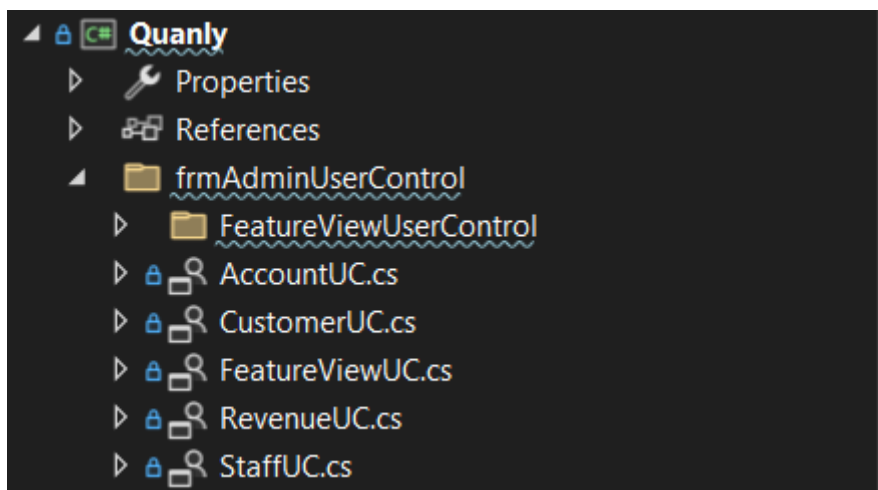 C# Quanly
Properties
References
frmAdminUserControl
FeatureViewUserControl
AccountUC.cs
CustomerUC.cs
FeatureViewUC.cs
RevenueUC.cs
StaffUC.cs